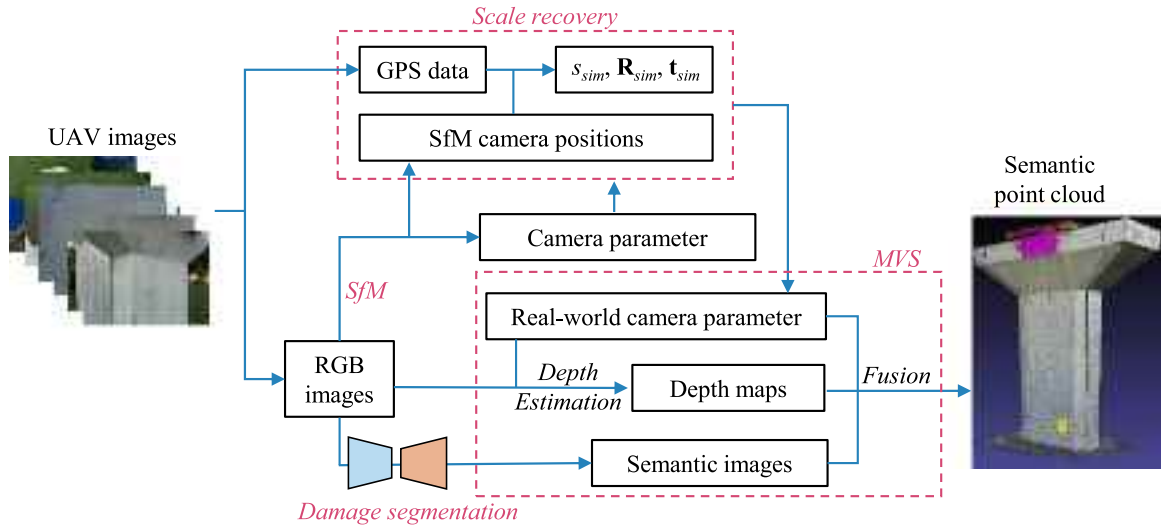 Scale recovery
GPS data
s_sim, R_sim, t_sim
UAV images
SfM camera positions
Semantic
point cloud
Camera parameter
MVS
SfM
Real-world camera parameter
RGB
images
Depth
Estimation
Depth maps
Fusion
Semantic images
Damage segmentation